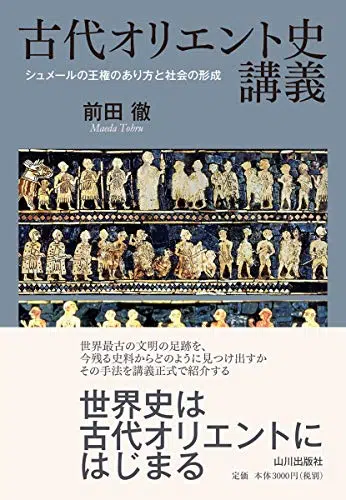 古代オリエント史
講義
シュメールの王権のあり方と社会の形成
前田 徹
Maeda Tohru
世界最古の文明の足跡を、
今残る史料からどのように見つけ出すか
その手法を講義正式で紹介する
世界史は
古代オリエントに
はじまる
山川出版社
定価 本体3000円(税別)